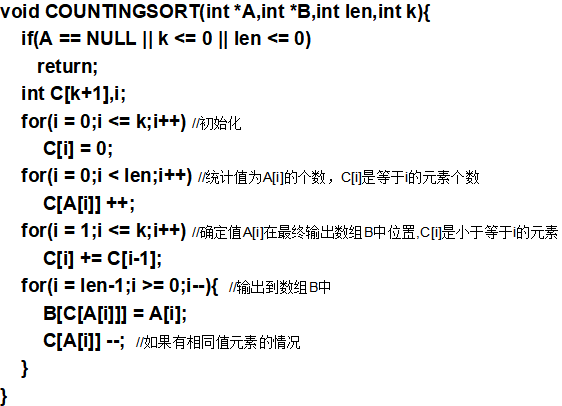 void COUNTINGSORT(int *A,int *B,int len,int k){
if(A == NULL || k <= 0 || len <= 0)
return;
int C[k+1],i;
for(i = 0;i <= k;i++) //初始化
C[i] = 0;
for(i = 0;i < len;i++) //统计值为A[i]的个数，C[i]是等于i的元素个数
C[A[i]] ++;
for(i = 1;i <= k;i++) //确定值A[i]在最终输出数组B中位置,C[i]是小于等于i的元素
C[i] += C[i-1];
for(i = len-1;i >= 0;i--){ //输出到数组B中
B[C[A[i]]] = A[i];
C[A[i]] --; //如果有相同值元素的情况
}
}